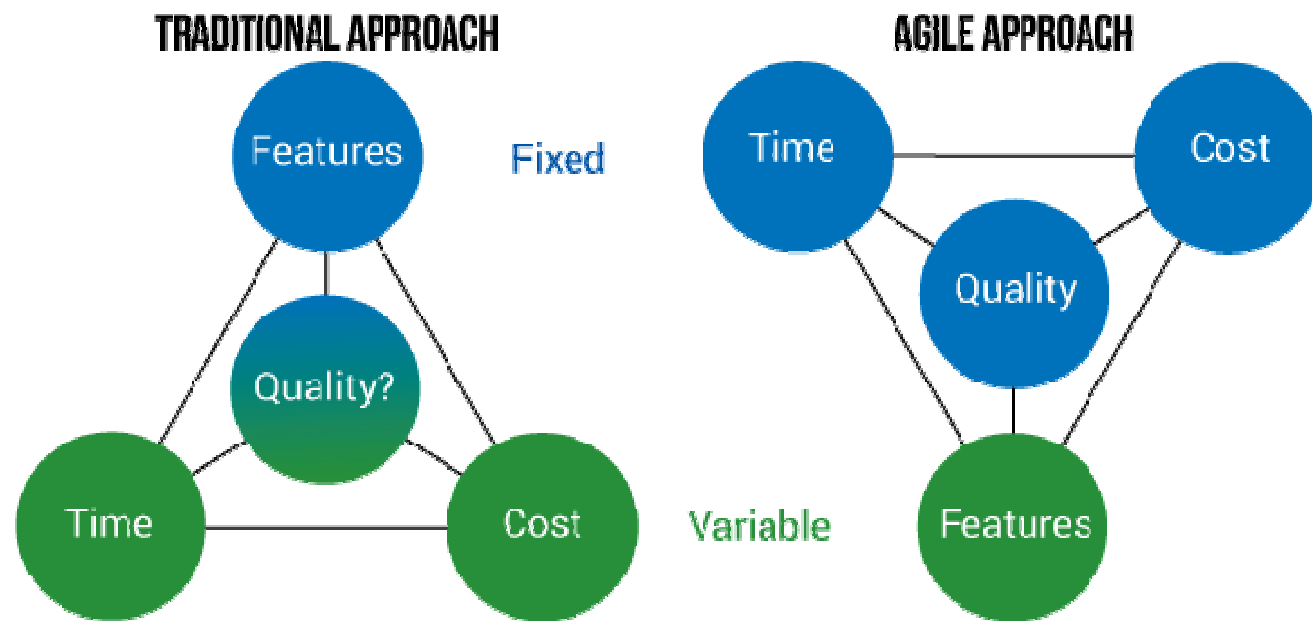 TRADITIONAL APPROACH
Features
Fixed
Quality?
Time
Cost
Variable
AGILE APPROACH
Time
Cost
Quality
Features